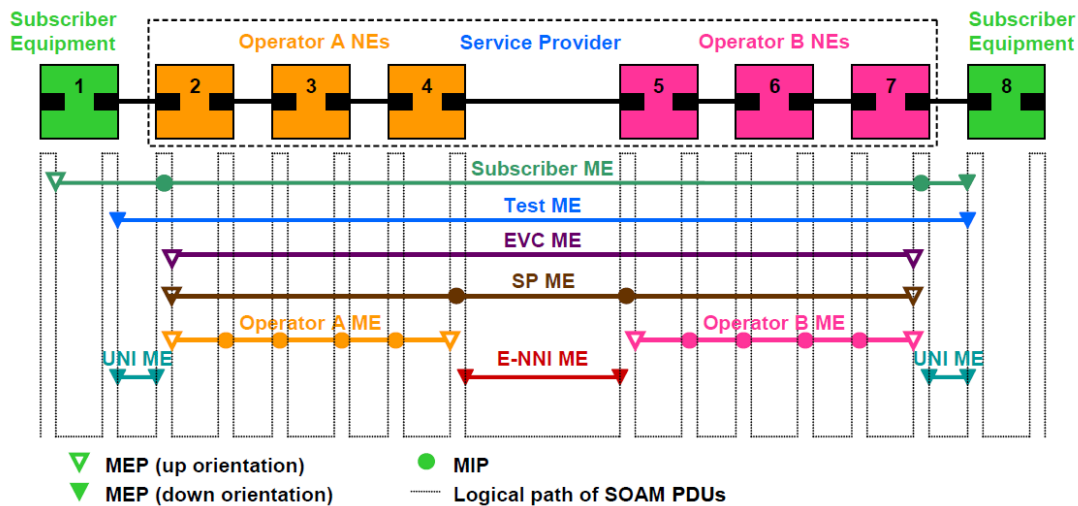 Subscriber
Equipment
Operator A NEs
Service Provider
Operator B NEs
Subscriber
Equipment
1
2
3
4
5
6
7
8
Subscriber ME
Test ME
EVC ME
SP ME
Operator A ME
Operator B ME
UNI ME
E-NNI ME
UNI ME
MEP (up orientation)
MIP
MEP (down orientation)
Logical path of SOAM PDUs